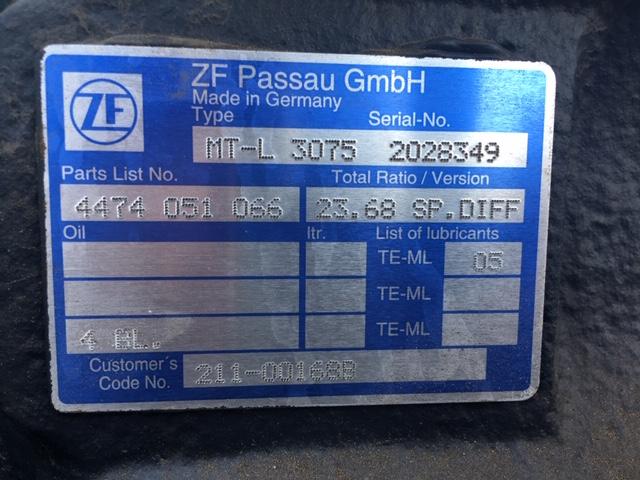 ZF
ZF Passau GmbH
Made in Germany
Type Serial-No.
MT-L 3075 2028349
Parts List No. Total Ratio / Version
4474 051 066 23.68 SP.DIFF
Oil ltr. List of lubricants
TE-ML 05
TE-ML
4 BL. TE-ML
Customer´s
Code No. 211-00168B